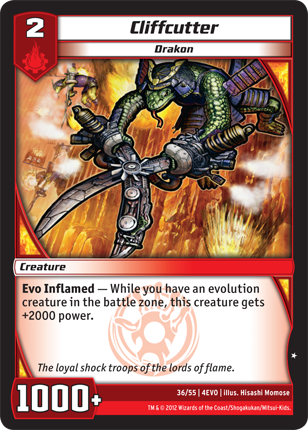 2
Cliffcutter
Drakon
Creature
Evo Inflamed — While you have an evolution
creature in the battle zone, this creature gets
+2000 power.
The loyal shock troops of the lords of flame.
1000+
36/55 | 4EVO | illus. Hisashi Momose
TM & © 2012 Wizards of the Coast/Shogakukan/Mitsui-Kids.